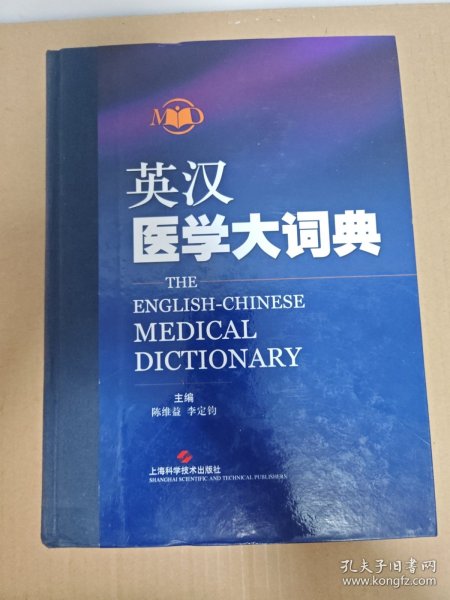 MD
英汉
医学大词典
THE
ENGLISH-CHINESE
MEDICAL
DICTIONARY
主编
陈维益 李定钧
上海科学技术出版社
SHANGHAI SCIENTIFIC AND TECHNICAL PUBLISHERS
孔夫子旧书网
www.kongfz.com